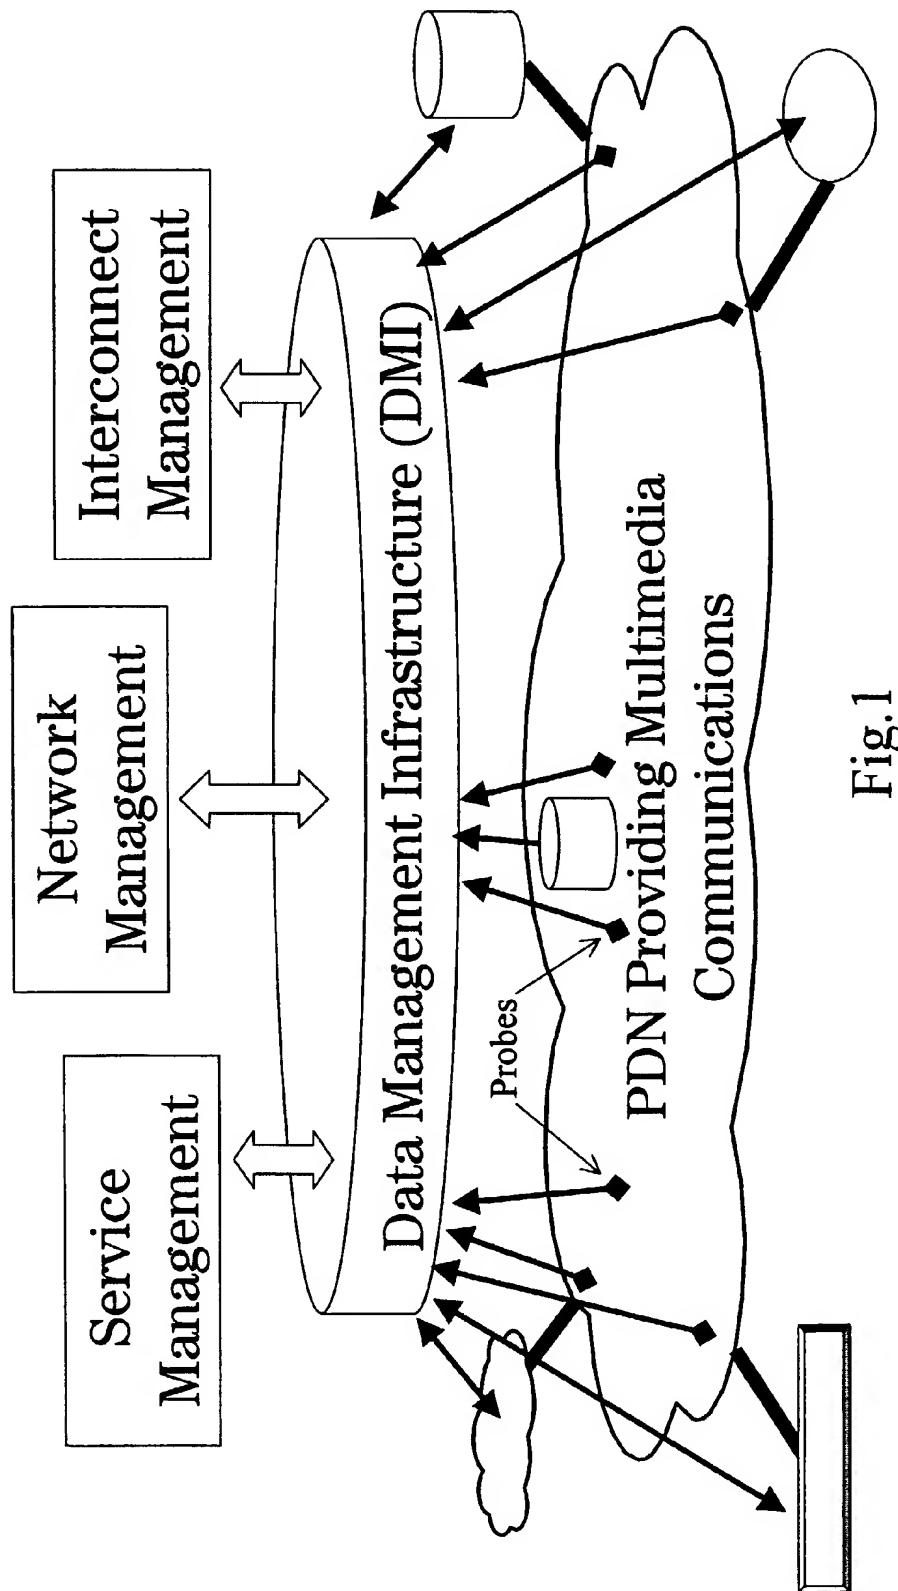 Service
Management
Network
Management
Interconnect
Management
Data Management Infrastructure (DMI)
Probes
PDN Providing Multimedia
Communications
Fig.1